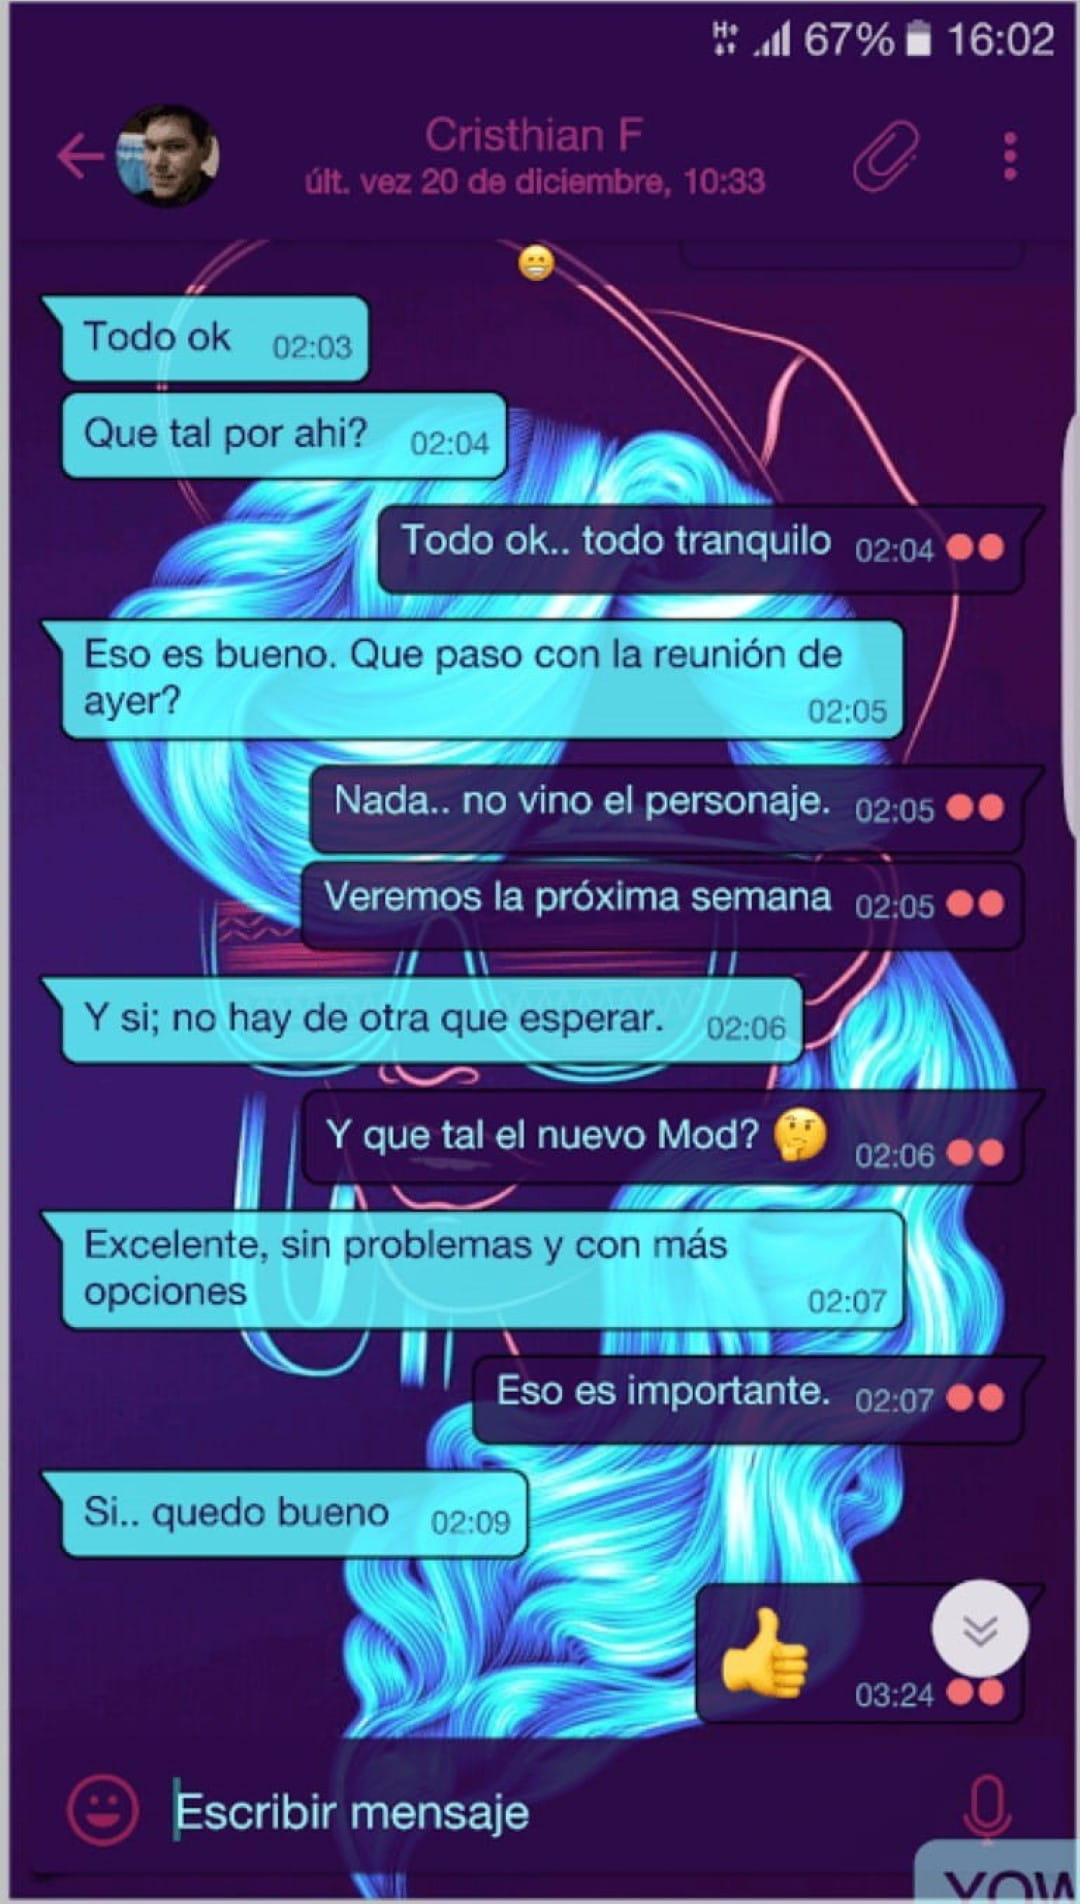 67% 16:02
Cristhian F
últ. vez 20 de diciembre, 10:33
Todo ok 02:03
Que tal por ahi? 02:04
Todo ok.. todo tranquilo 02:04
Eso es bueno. Que paso con la reunión de
ayer? 02:05
Nada.. no vino el personaje. 02:05
Veremos la próxima semana 02:05
Y si; no hay de otra que esperar. 02:06
Y que tal el nuevo Mod? 🤔 02:06
Excelente, sin problemas y con más
opciones 02:07
Eso es importante. 02:07
Si.. quedo bueno 02:09
👍 03:24
Escribir mensaje